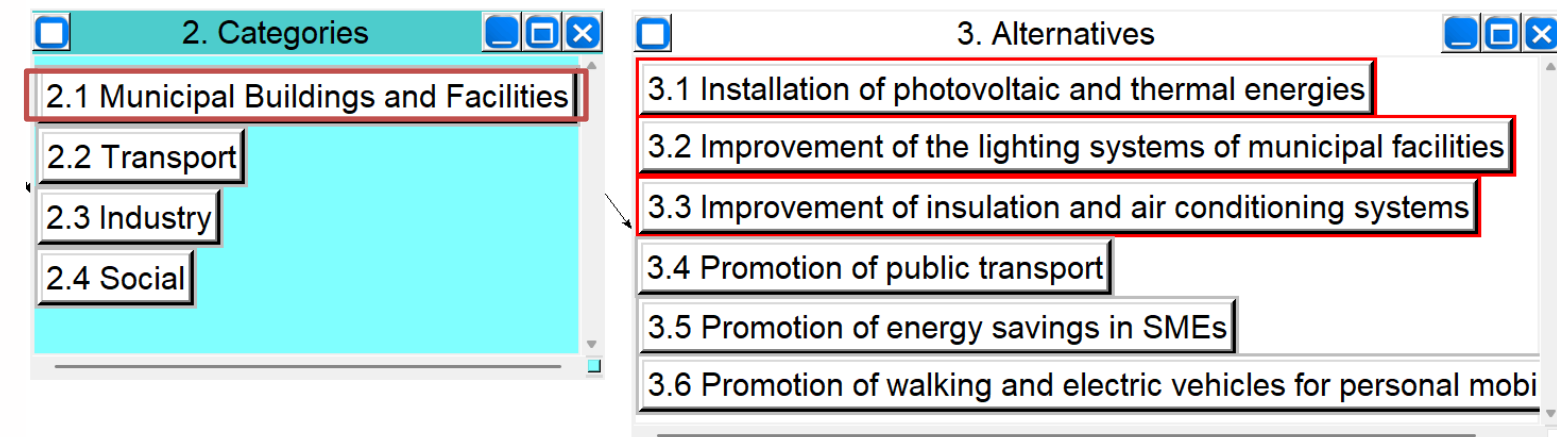 2. Categories
2.1 Municipal Buildings and Facilities
2.2 Transport
2.3 Industry
2.4 Social
3. Alternatives
3.1 Installation of photovoltaic and thermal energies
3.2 Improvement of the lighting systems of municipal facilities
3.3 Improvement of insulation and air conditioning systems
3.4 Promotion of public transport
3.5 Promotion of energy savings in SMEs
3.6 Promotion of walking and electric vehicles for personal mobi